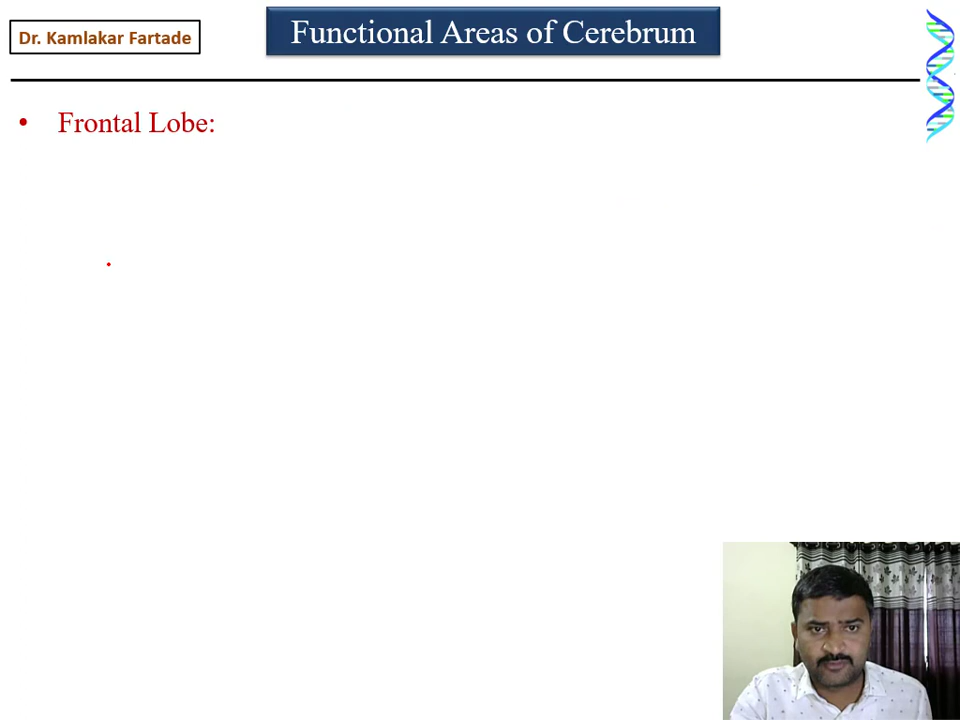 Dr. Kamlakar Fartade
Functional Areas of Cerebrum
• Frontal Lobe: